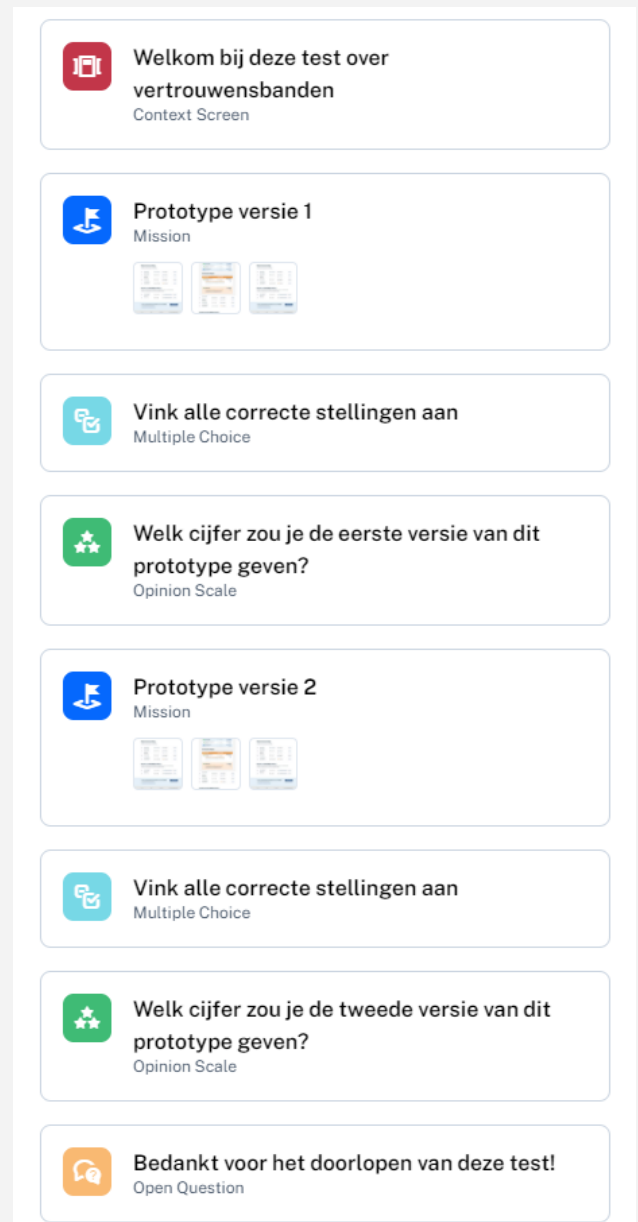 Welkom bij deze test over
vertrouwensbanden
Context Screen
Prototype versie 1
Mission
Vink alle correcte stellingen aan
Multiple Choice
Welk cijfer zou je de eerste versie van dit
prototype geven?
Opinion Scale
Prototype versie 2
Mission
Vink alle correcte stellingen aan
Multiple Choice
Welk cijfer zou je de tweede versie van dit
prototype geven?
Opinion Scale
Bedankt voor het doorlopen van deze test!
Open Question